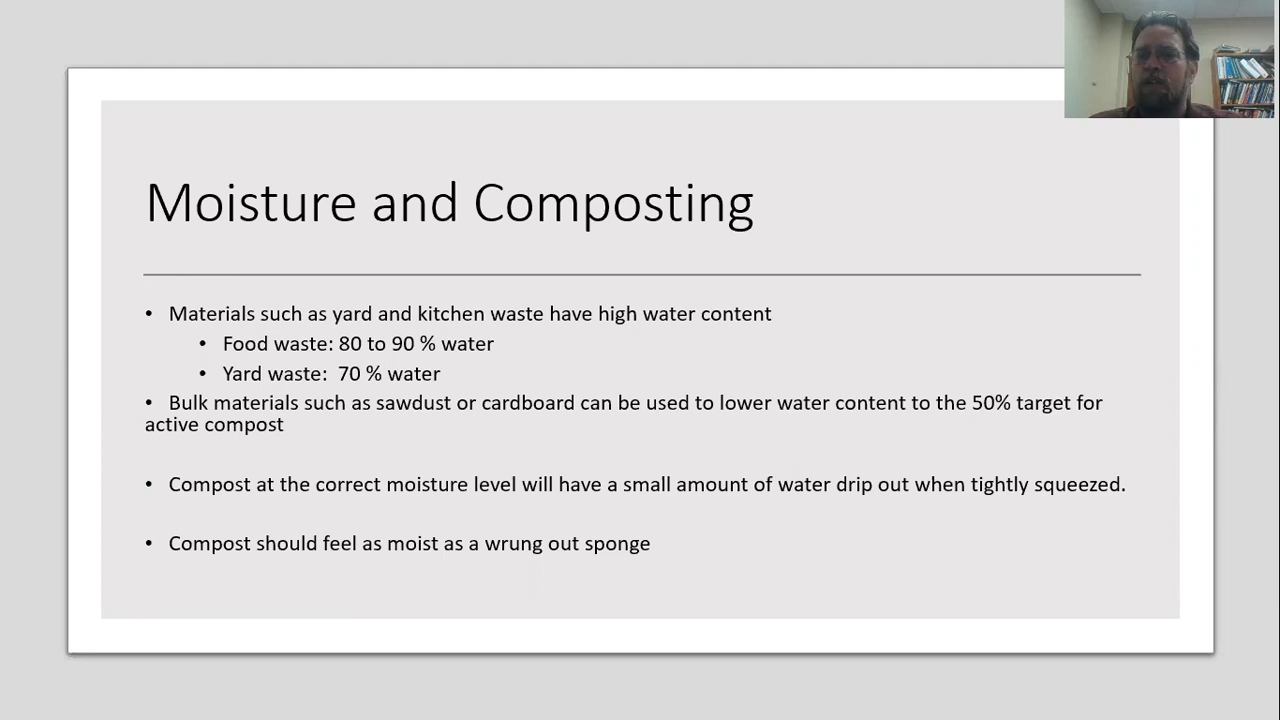 Moisture and Composting
• Materials such as yard and kitchen waste have high water content
• Food waste: 80 to 90 % water
• Yard waste:  70 % water
• Bulk materials such as sawdust or cardboard can be used to lower water content to the 50% target for
active compost
• Compost at the correct moisture level will have a small amount of water drip out when tightly squeezed.
• Compost should feel as moist as a wrung out sponge